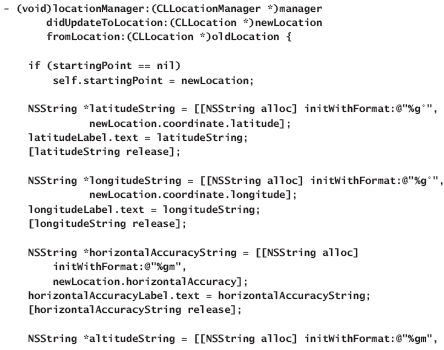 - (void)locationManager:(CLLocationManager *)manager
didUpdateToLocation:(CLLocation *)newLocation
fromLocation:(CLLocation *)oldLocation {
if (startingPoint == nil)
self.startingPoint = newLocation;
NSString *latitudeString = [[NSString alloc] initWithFormat:@"%g°",
newLocation.coordinate.latitude];
latitudeLabel.text = latitudeString;
[latitudeString release];
NSString *longitudeString = [[NSString alloc] initWithFormat:@"%g°",
newLocation.coordinate.longitude];
longitudeLabel.text = longitudeString;
[longitudeString release];
NSString *horizontalAccuracyString = [[NSString alloc]
initWithFormat:@"%gm",
newLocation.horizontalAccuracy];
horizontalAccuracyLabel.text = horizontalAccuracyString;
[horizontalAccuracyString release];
NSString *altitudeString = [[NSString alloc] initWithFormat:@"%gm",